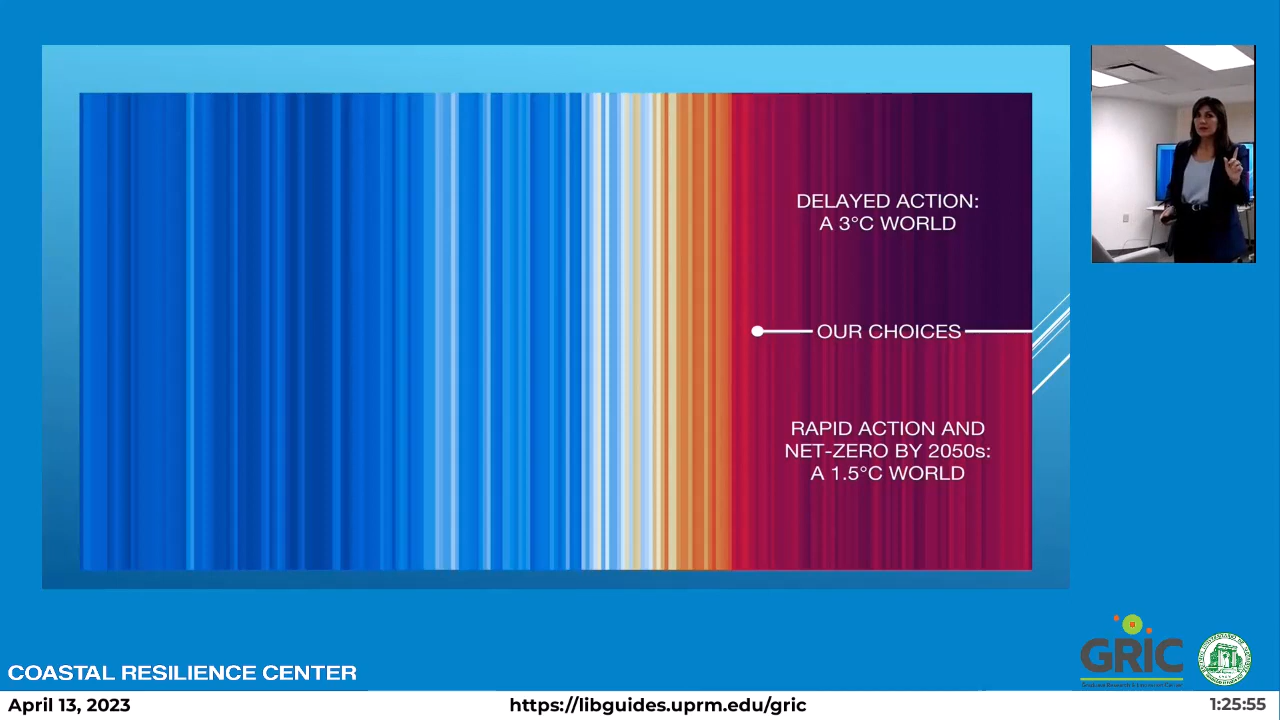 DELAYED ACTION:
A 3°C WORLD
OUR CHOICES
RAPID ACTION AND
NET-ZERO BY 2050s:
A 1.5°C WORLD
COASTAL RESILIENCE CENTER
GRIC
April 13, 2023
https://libguides.uprm.edu/gric
1:25:55